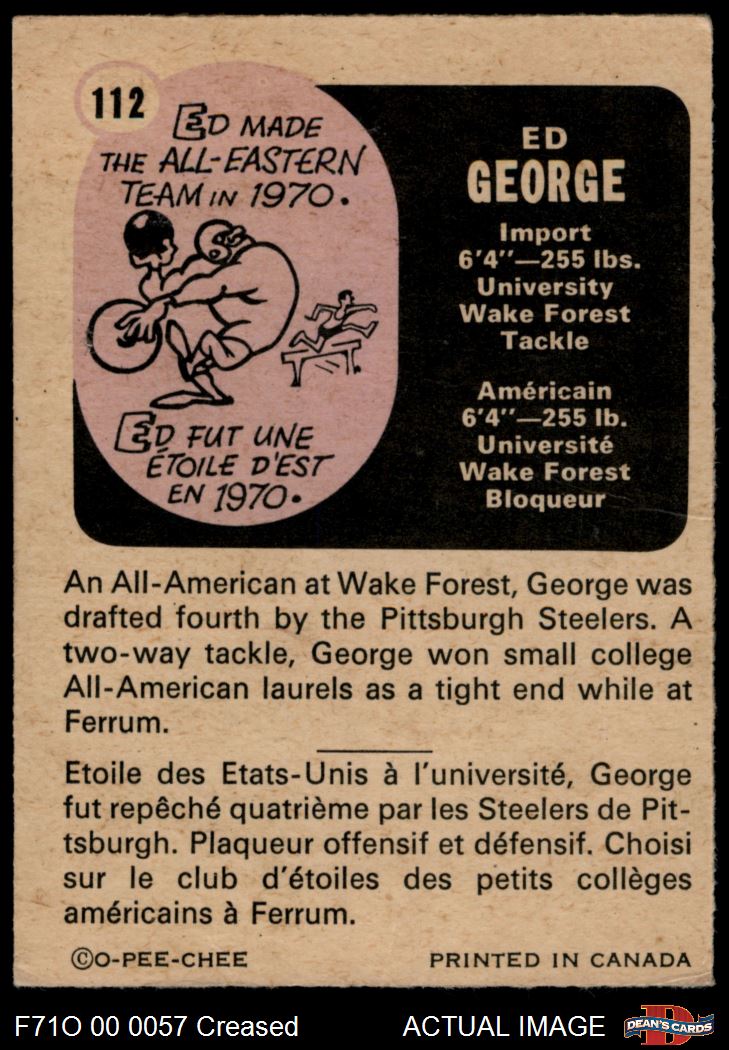 112
ED MADE
THE ALL-EASTERN
TEAM IN 1970.
ED FUT UNE
ÉTOILE D'EST
EN 1970.
ED
GEORGE
Import
6'4"—255 lbs.
University
Wake Forest
Tackle
Américain
6'4"—255 lb.
Université
Wake Forest
Bloqueur
An All-American at Wake Forest, George was
drafted fourth by the Pittsburgh Steelers. A
two-way tackle, George won small college
All-American laurels as a tight end while at
Ferrum.
Etoile des Etats-Unis à l'université, George
fut repêché quatrième par les Steelers de Pit-
tsburgh. Plaqueur offensif et défensif. Choisi
sur le club d'étoiles des petits collèges
américains à Ferrum.
©O-PEE-CHEE PRINTED IN CANADA
F71O 00 0057 Creased ACTUAL IMAGE DEAN'S CARDS